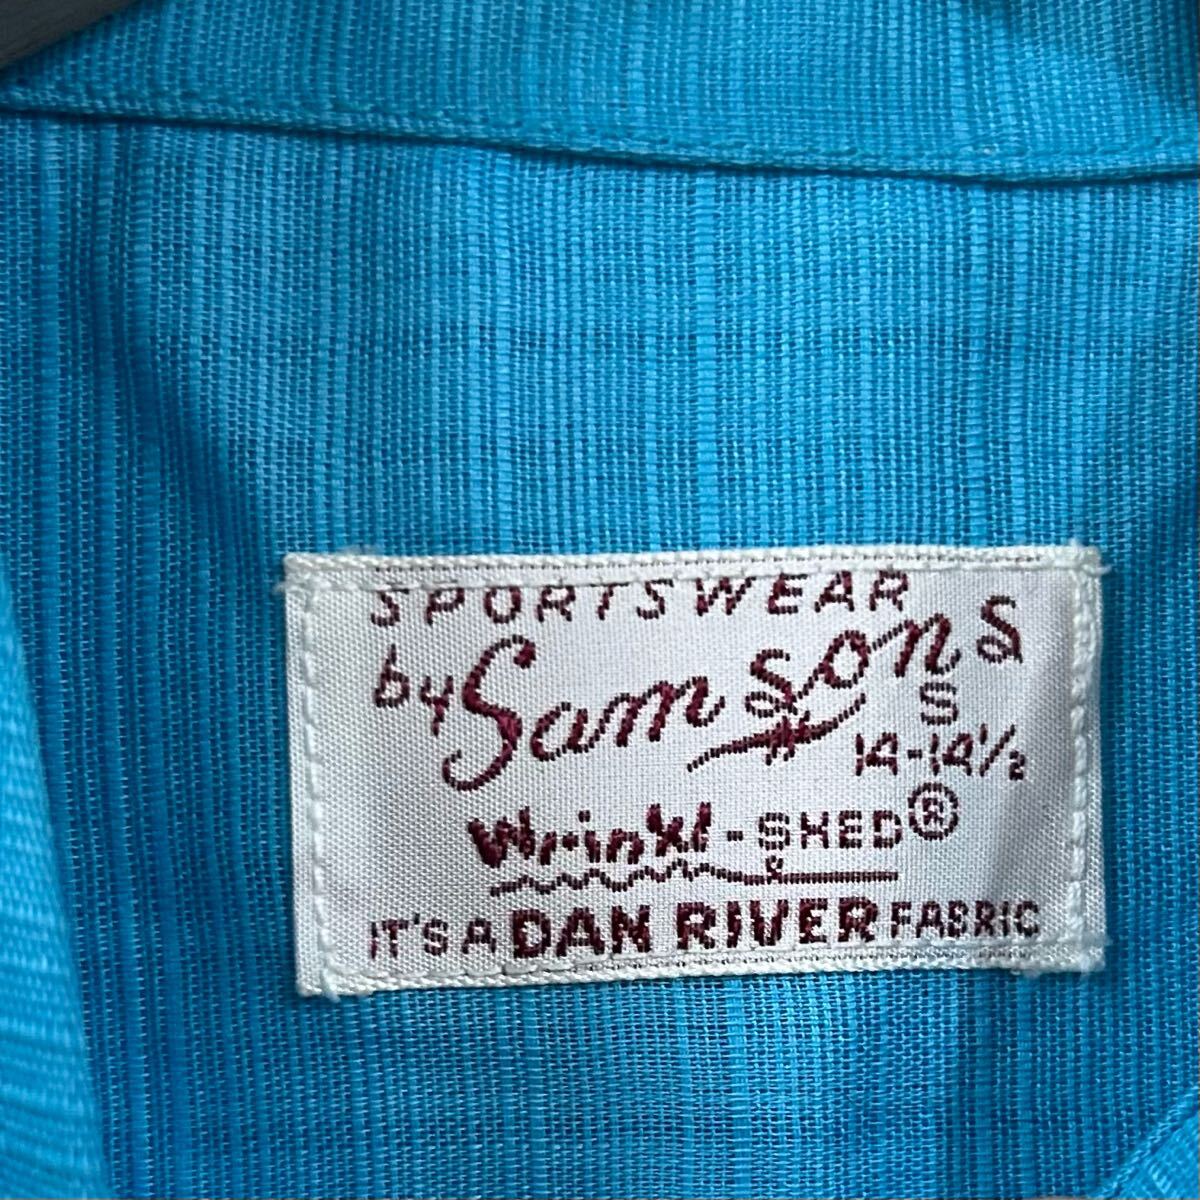 SPORTSWEAR
by Samsons
S
14-14½
Wrinkl-SHED®
IT'S A DAN RIVER FABRIC